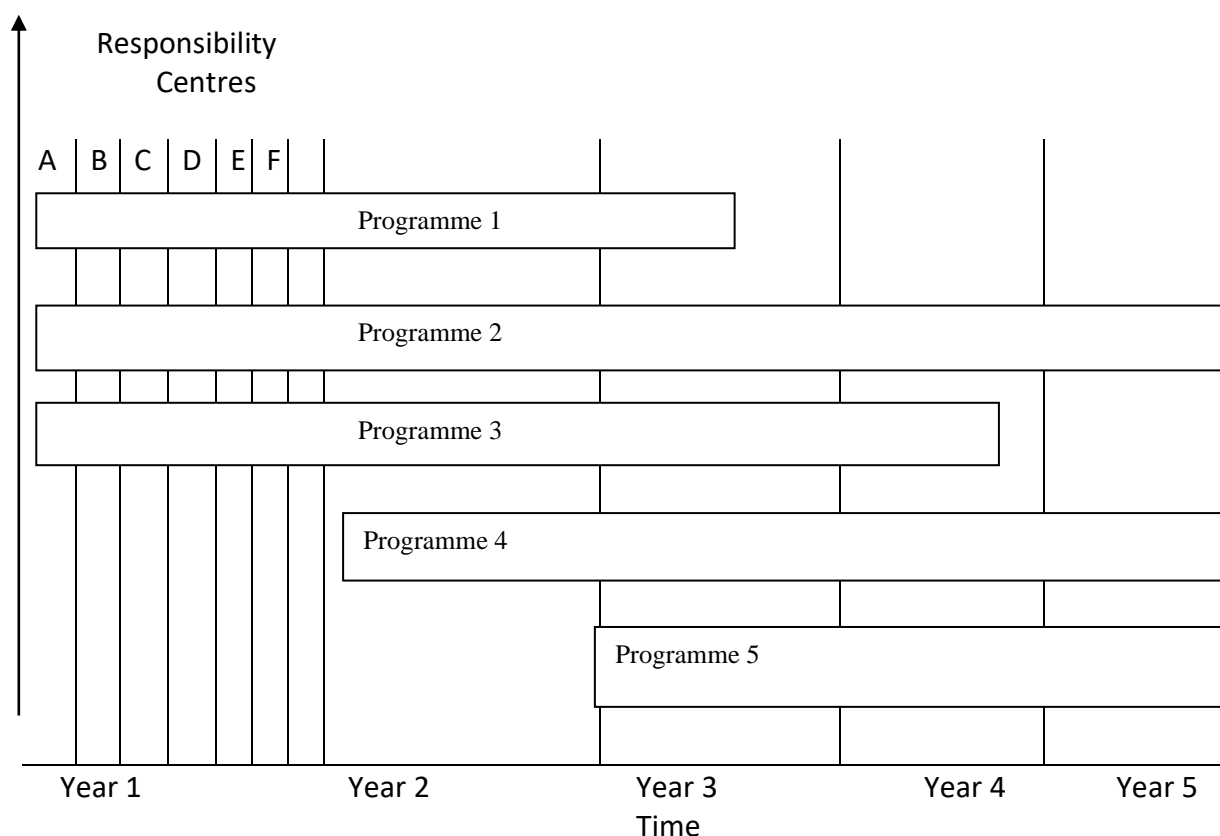 Responsibility
Centres
A B C D E F
Programme 1
Programme 2
Programme 3
Programme 4
Programme 5
Year 1 Year 2 Year 3 Year 4 Year 5
Time